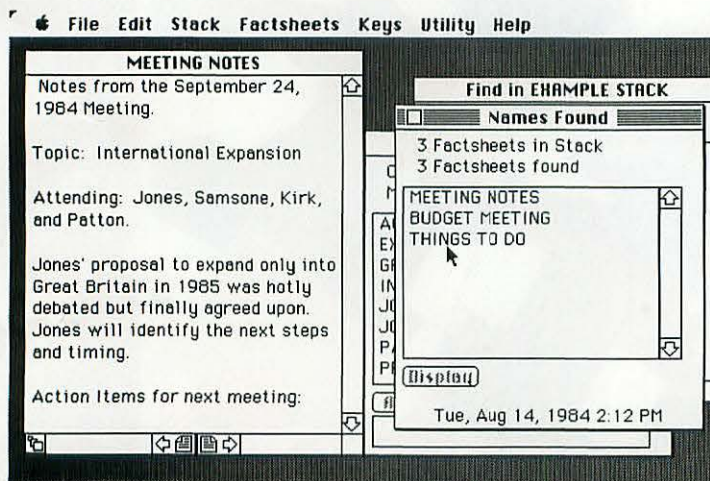 File Edit Stack Factsheets Keys Utility Help
MEETING NOTES
Notes from the September 24,
1984 Meeting.
Topic: International Expansion
Attending: Jones, Samsone, Kirk,
and Patton.
Jones' proposal to expand only into
Great Britain in 1985 was hotly
debated but finally agreed upon.
Jones will identify the next steps
and timing.
Action Items for next meeting:
Find in EXAMPLE STACK
Names Found
3 Factsheets in Stack
3 Factsheets found
MEETING NOTES
BUDGET MEETING
THINGS TO DO
Display
Tue, Aug 14, 1984 2:12 PM